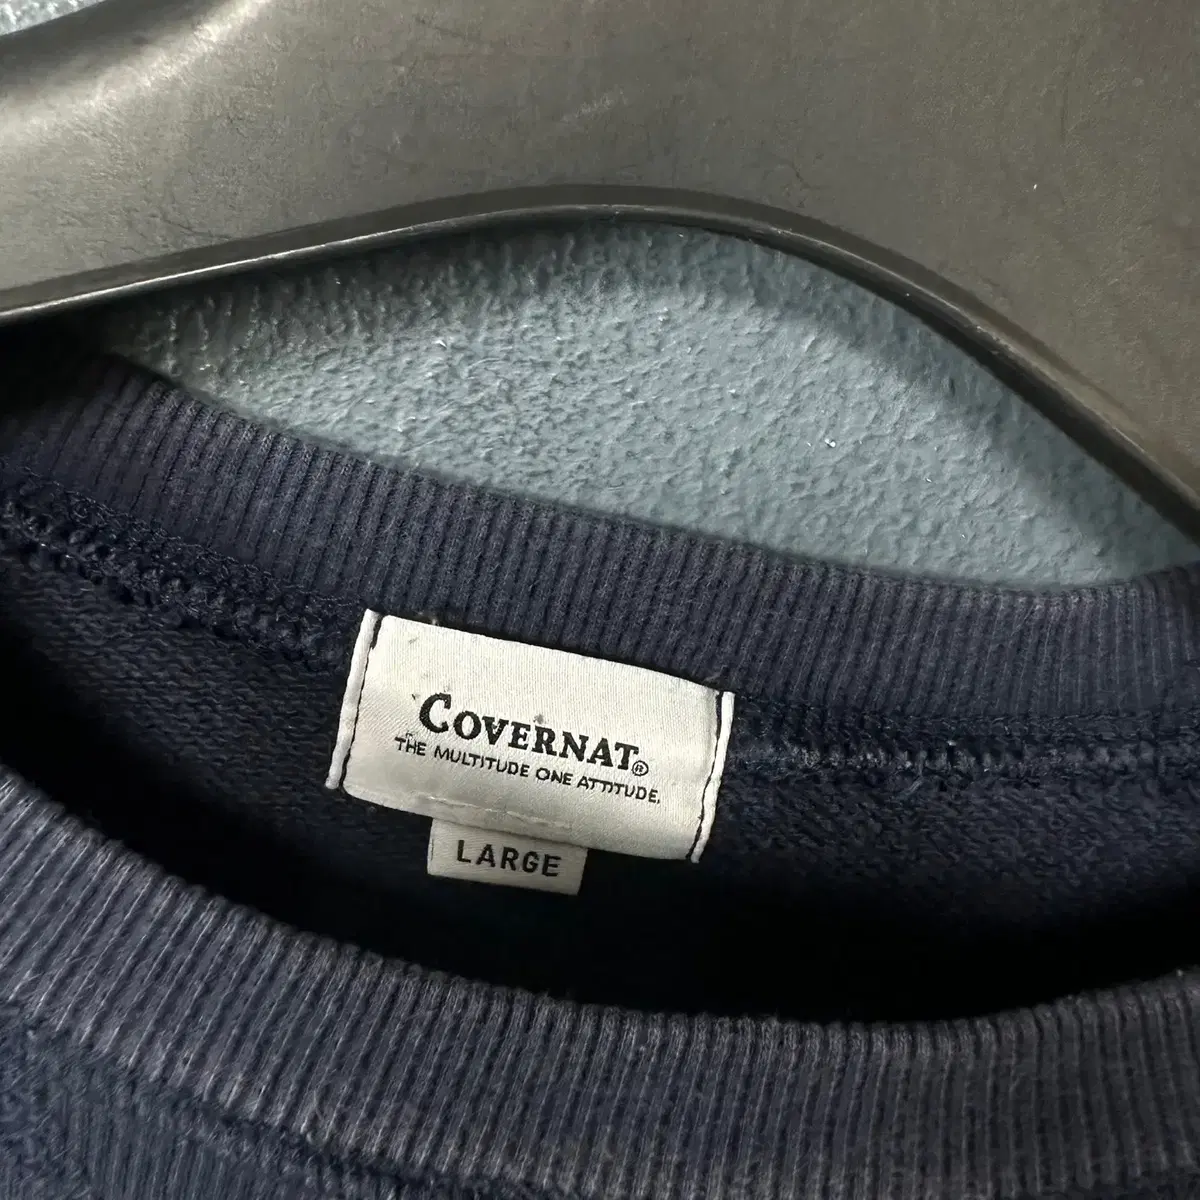 COVERNAT®
THE MULTITUDE ONE ATTITUDE.
LARGE